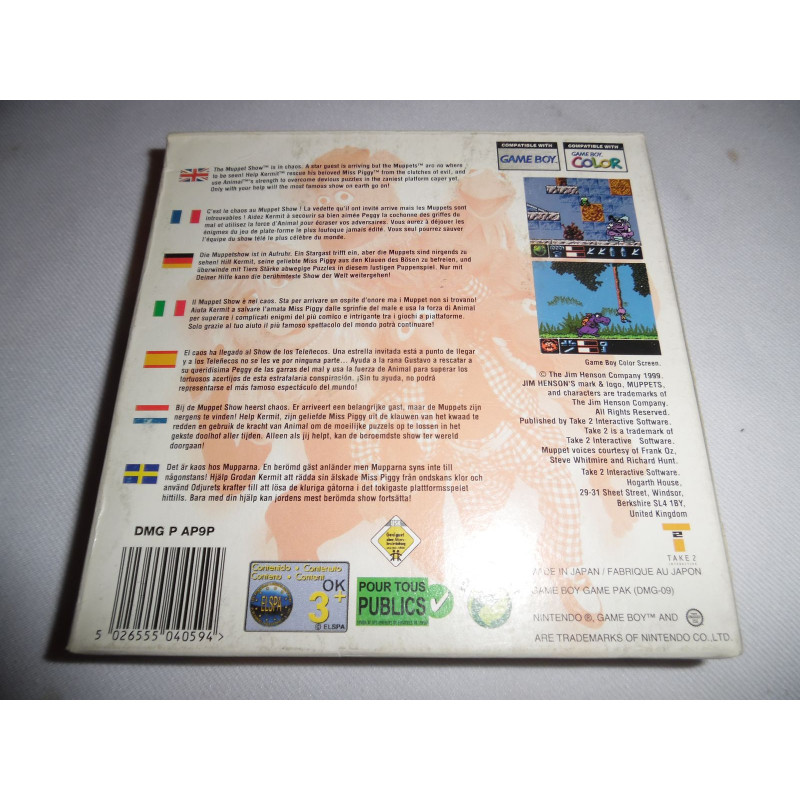 COMPATIBLE WITH
GAME BOY
COMPATIBLE WITH
GAME BOY
COLOR
The Muppet Show™ is in chaos. A star guest is arriving but the Muppets™ are no where
to be seen! Help Kermit™ rescue his beloved Miss Piggy™ from the clutches of evil, and
use Animal's strength to overcome devious puzzles in the zaniest platform caper yet.
Only with your help will the most famous show on earth go on!
C'est le chaos au Muppet Show ! La vedette qu'il ont invité arrive mais les Muppets sont
introuvables ! Aidez Kermit à secourir sa bien aimée Peggy la cochonne des griffes du
mal et utilisez la force d'Animal pour écraser vos adversaires. Vous aurez à déjouer les
énigmes du jeu de plate-forme le plus loufoque jamais édité. Vous seul pourrez sauver
l'équipe du show télé le plus célèbre du monde.
Die Muppetshow ist in Aufruhr. Ein Stargast trifft ein, aber die Muppets sind nirgends zu
sehen! Hilf Kermit, seine geliebte Miss Piggy aus den Klauen des Bösen zu befreien, und
überwinde mit Tiers Stärke abwegige Puzzles in diesem lustigen Puppenspiel. Nur mit
Deiner Hilfe kann die berühmteste Show der Welt weitergehen!
Il Muppet Show è nei caos. Sta per arrivare un ospite d'onore ma i Muppet non si trovano!
Aiuta Kermit a salvare l'amata Miss Piggy dalle sgrinfie del male e usa la forza di Animal
per superare i complicati enigmi del più comico e intrigante tra i giochi a piattaforme.
Solo grazie al tuo aiuto il più famoso spettacolo del mondo potrà continuare!
El caos ha llegado al Show de los Teleñecos. Una estrella invitada está a punto de llegar
y a los Teleñecos no se les ve por ninguna parte... Ayuda a la rana Gustavo a rescatar a
su queridísima Peggy de las garras del mal y usa la fuerza de Animal para superar los
tortuosos acertijos de esta estrafalaria conspiración. ¡Sin tu ayuda, no podrá
representarse el más famoso espectáculo del mundo!
Bij de Muppet Show heerst chaos. Er arriveert een belangrijke gast, maar de Muppets zijn
nergens te vinden! Help Kermit, zijn geliefde Miss Piggy uit de klauwen van het kwaad te
redden en gebruik de kracht van Animal om de moeilijke puzzels op te lossen in het
gekste doolhof aller tijden. Alleen als jij helpt, kan de beroemdste show ter wereld
doorgaan!
Det är kaos hos Mupparna. En berömd gäst anländer men Mupparna syns inte till
någonstans! Hjälp Grodan Kermit att rädda sin älskade Miss Piggy från ondskans klor och
använd Odjurets krafter till att lösa de kluriga gåtorna i det tokigaste plattformsspelet
hittills. Bara med din hjälp kan jordens mest berömda show fortsätta!
Game Boy Color Screen.
© The Jim Henson Company 1999.
JIM HENSON'S mark & logo, MUPPETS,
and characters are trademarks of
The Jim Henson Company.
All Rights Reserved.
Published by Take 2 Interactive Software.
Take 2 is a trademark of
Take 2 Interactive Software.
Muppet voices courtesy of Frank Oz,
Steve Whitmire and Richard Hunt.
Take 2 Interactive Software.
Hogarth House,
29-31 Sheet Street, Windsor,
Berkshire SL4 1BY,
United Kingdom
T2
TAKE 2
DMG P AP9P
5 026555 040594
Contenido · Contenuto
OK
ELSPA
3+
© ELSPA
POUR TOUS
PUBLICS
MADE IN JAPAN / FABRIQUE AU JAPON
GAME BOY GAME PAK (DMG-09)
NINTENDO®, GAME BOY™ AND
ARE TRADEMARKS OF NINTENDO CO.,LTD.